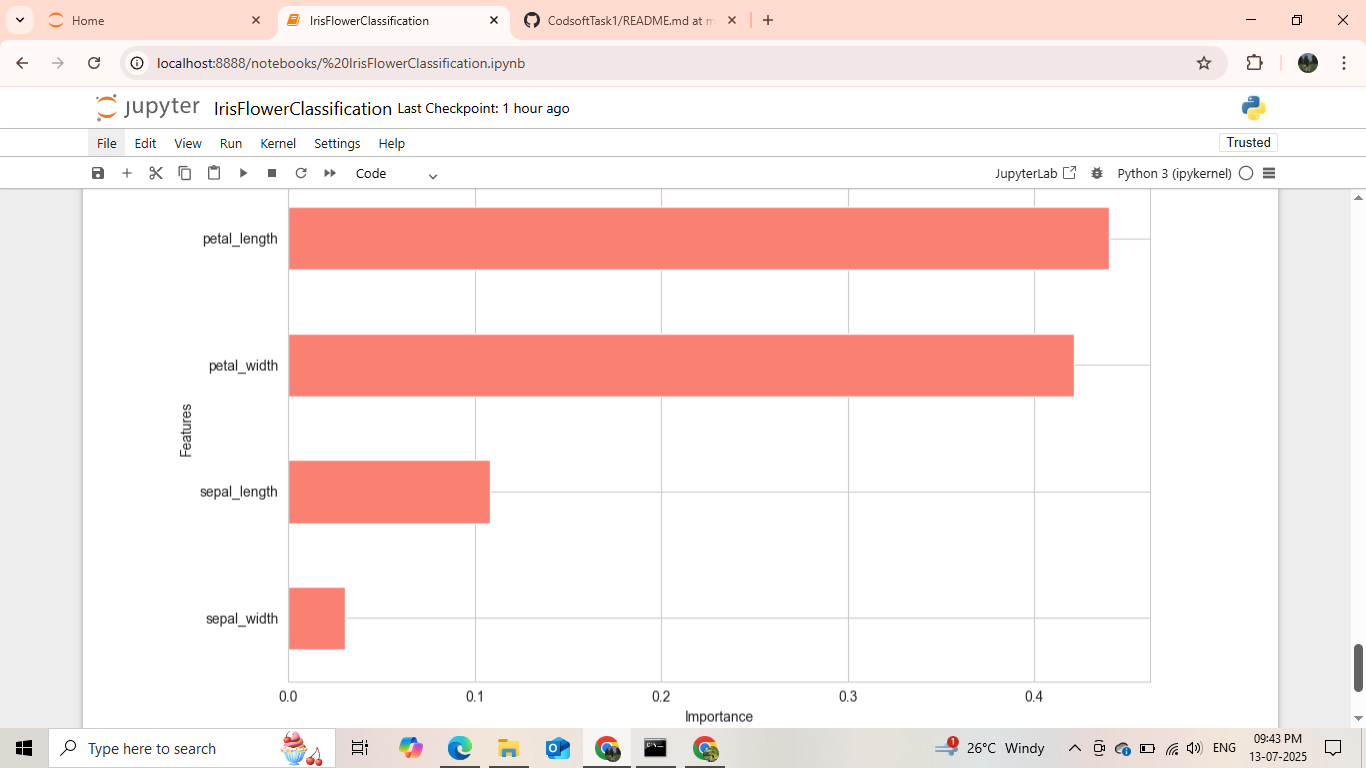 Home
IrisFlowerClassification
CodsoftTask1/README.md at m
localhost:8888/notebooks/%20IrisFlowerClassification.ipynb
jupyter IrisFlowerClassification Last Checkpoint: 1 hour ago
File Edit View Run Kernel Settings Help
Trusted
Code
JupyterLab
Python 3 (ipykernel)
petal_length
petal_width
Features
sepal_length
sepal_width
0.0 0.1 0.2 0.3 0.4
Importance
Type here to search
1
26°C Windy
ENG
09:43 PM
13-07-2025